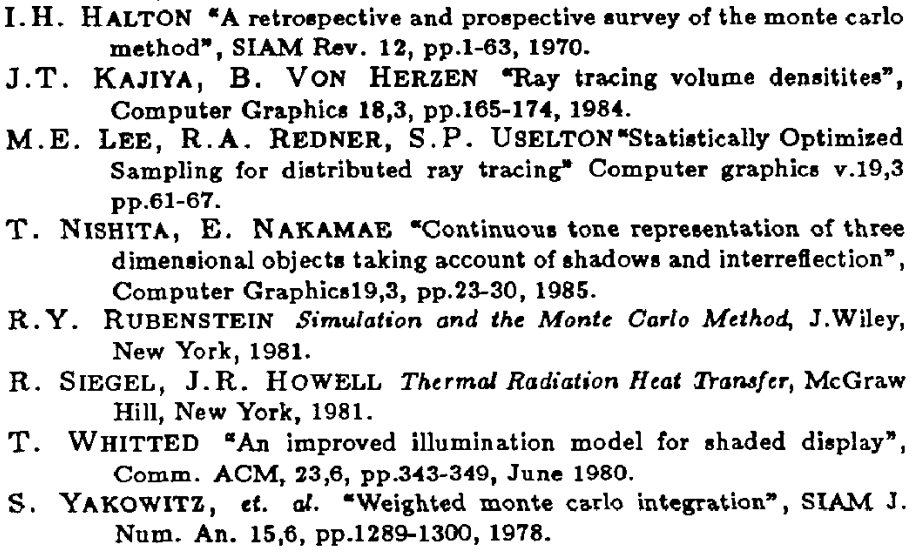 I.H. HALTON "A retrospective and prospective survey of the monte carlo
method", SIAM Rev. 12, pp.1-63, 1970.
J.T. KAJIYA, B. VON HERZEN "Ray tracing volume densitites",
Computer Graphics 18,3, pp.165-174, 1984.
M.E. LEE, R.A. REDNER, S.P. USELTON"Statistically Optimized
Sampling for distributed ray tracing" Computer graphics v.19,3
pp.61-67.
T. NISHITA, E. NAKAMAE "Continuous tone representation of three
dimensional objects taking account of shadows and interreflection",
Computer Graphics19,3, pp.23-30, 1985.
R.Y. RUBENSTEIN Simulation and the Monte Carlo Method, J.Wiley,
New York, 1981.
R. SIEGEL, J.R. HOWELL Thermal Radiation Heat Transfer, McGraw
Hill, New York, 1981.
T. WHITTED "An improved illumination model for shaded display",
Comm. ACM, 23,6, pp.343-349, June 1980.
S. YAKOWITZ, et. al. "Weighted monte carlo integration", SIAM J.
Num. An. 15,6, pp.1289-1300, 1978.